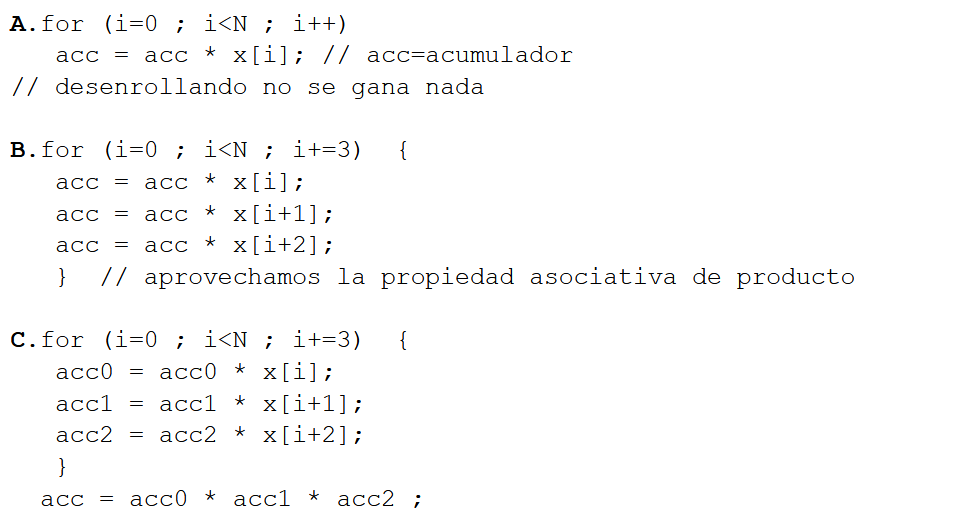 A.for (i=0 ; i<N ; i++)
acc = acc * x[i]; // acc=acumulador
// desenrollando no se gana nada
B.for (i=0 ; i<N ; i+=3) {
acc = acc * x[i];
acc = acc * x[i+1];
acc = acc * x[i+2];
} // aprovechamos la propiedad asociativa de producto
C.for (i=0 ; i<N ; i+=3) {
acc0 = acc0 * x[i];
acc1 = acc1 * x[i+1];
acc2 = acc2 * x[i+2];
}
acc = acc0 * acc1 * acc2 ;